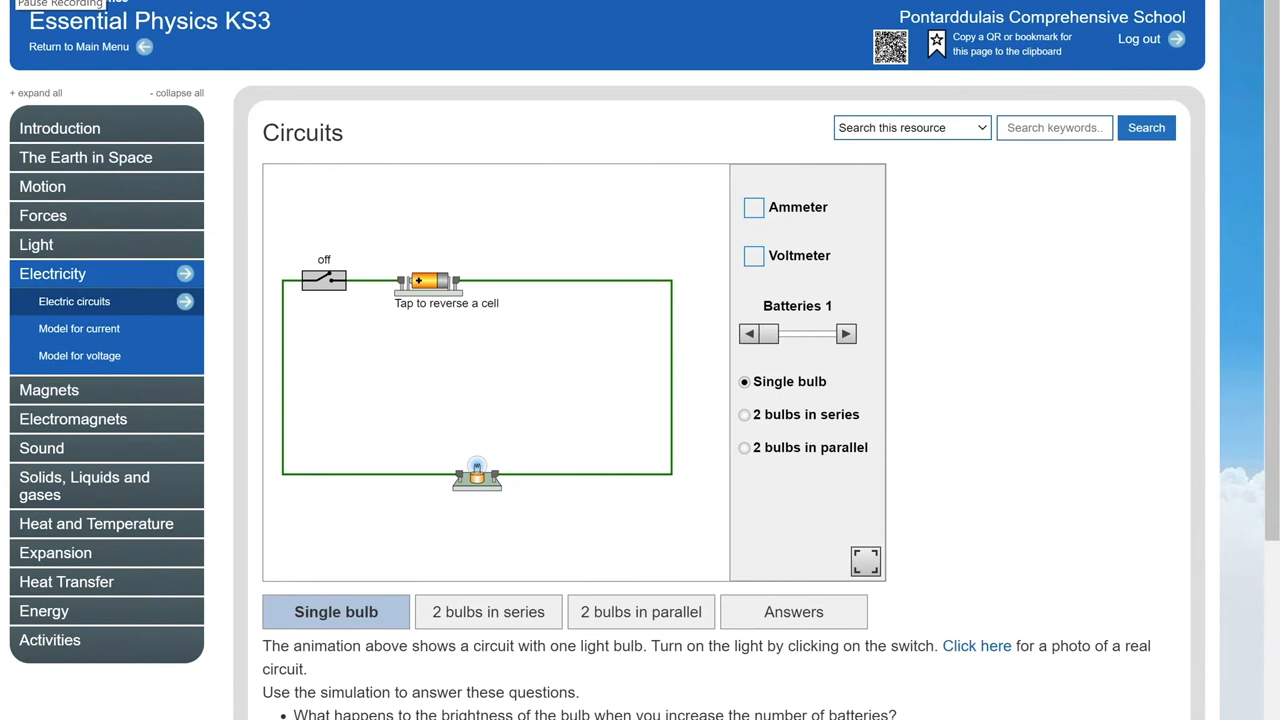 Pause Recording
Essential Physics KS3
Return to Main Menu
Pontarddulais Comprehensive School
Copy a QR or bookmark for
this page to the clipboard
Log out
+ expand all
- collapse all
Introduction
The Earth in Space
Motion
Forces
Light
Electricity
Electric circuits
Model for current
Model for voltage
Magnets
Electromagnets
Sound
Solids, Liquids and
gases
Heat and Temperature
Expansion
Heat Transfer
Energy
Activities
Circuits
Search this resource
Search keywords..
Search
off
Tap to reverse a cell
Ammeter
Voltmeter
Batteries 1
Single bulb
2 bulbs in series
2 bulbs in parallel
Single bulb
2 bulbs in series
2 bulbs in parallel
Answers
The animation above shows a circuit with one light bulb. Turn on the light by clicking on the switch. Click here for a photo of a real
circuit.
Use the simulation to answer these questions.
• What happens to the brightness of the bulb when you increase the number of batteries?